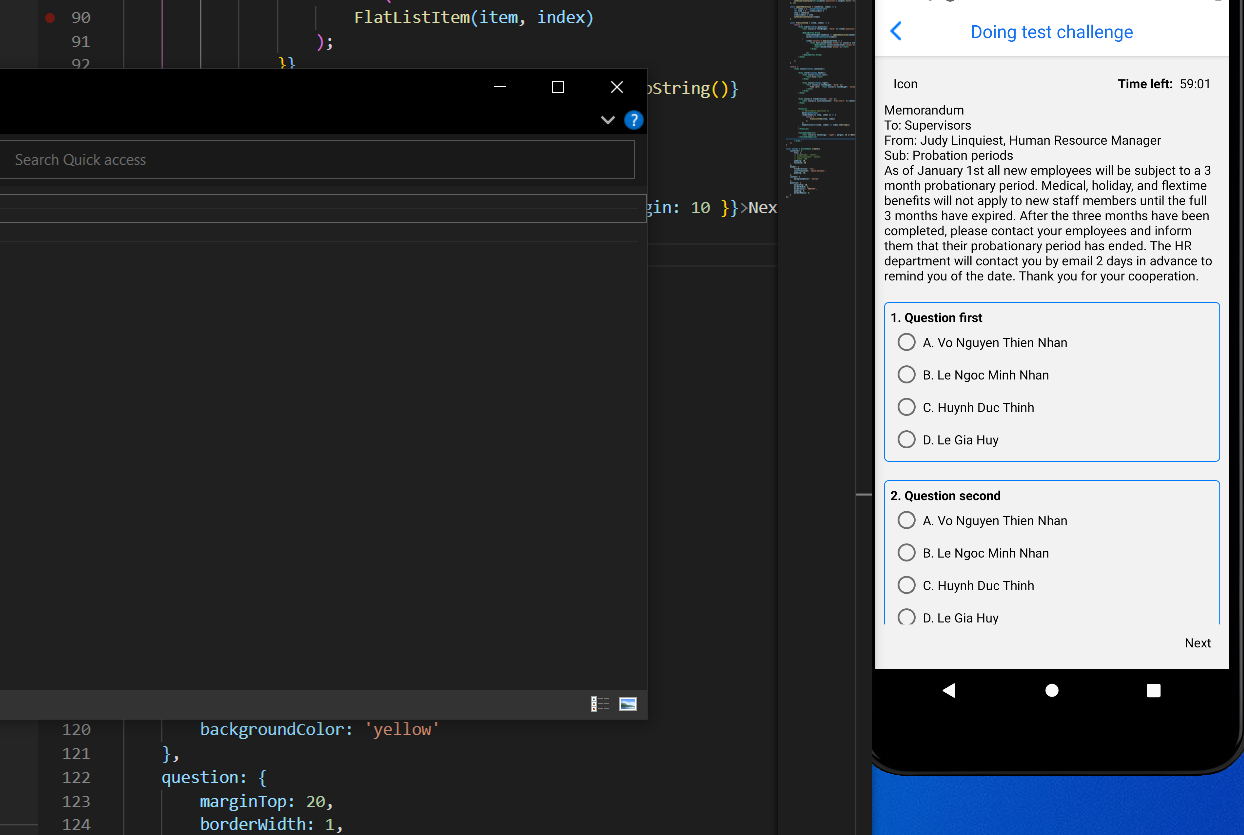 90 FlatListItem(item, index)
91 );
92 }}
oString()}
Search Quick access
gin: 10 }}>Nex
120 backgroundColor: 'yellow'
121 },
122 question: {
123 marginTop: 20,
124 borderWidth: 1,
Doing test challenge
Icon
Time left: 59:01
Memorandum
To: Supervisors
From: Judy Linquiest, Human Resource Manager
Sub: Probation periods
As of January 1st all new employees will be subject to a 3
month probationary period. Medical, holiday, and flextime
benefits will not apply to new staff members until the full
3 months have expired. After the three months have been
completed, please contact your employees and inform
them that their probationary period has ended. The HR
department will contact you by email 2 days in advance to
remind you of the date. Thank you for your cooperation.
1. Question first
A. Vo Nguyen Thien Nhan
B. Le Ngoc Minh Nhan
C. Huynh Duc Thinh
D. Le Gia Huy
2. Question second
A. Vo Nguyen Thien Nhan
B. Le Ngoc Minh Nhan
C. Huynh Duc Thinh
D. Le Gia Huy
Next